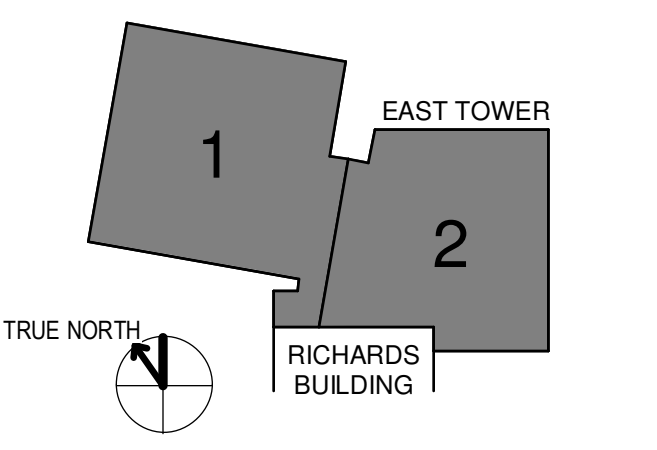 EAST TOWER
1
2
TRUE NORTH
RICHARDS
BUILDING